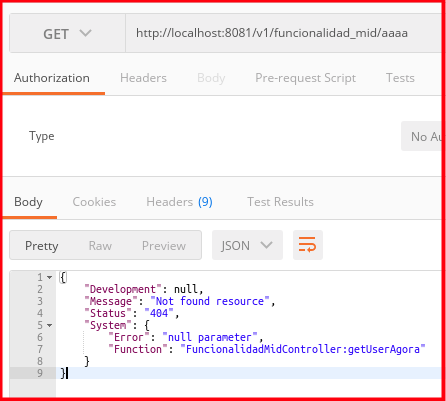 GET http://localhost:8081/v1/funcionalidad_mid/aaaa
Authorization Headers Body Pre-request Script Tests
Type No Au
Body Cookies Headers (9) Test Results
Pretty Raw Preview JSON
1 {
2 "Development": null,
3 "Message": "Not found resource",
4 "Status": "404",
5 "System": {
6 "Error": "null parameter",
7 "Function": "FuncionalidadMidController:getUserAgora"
8 }
9 }